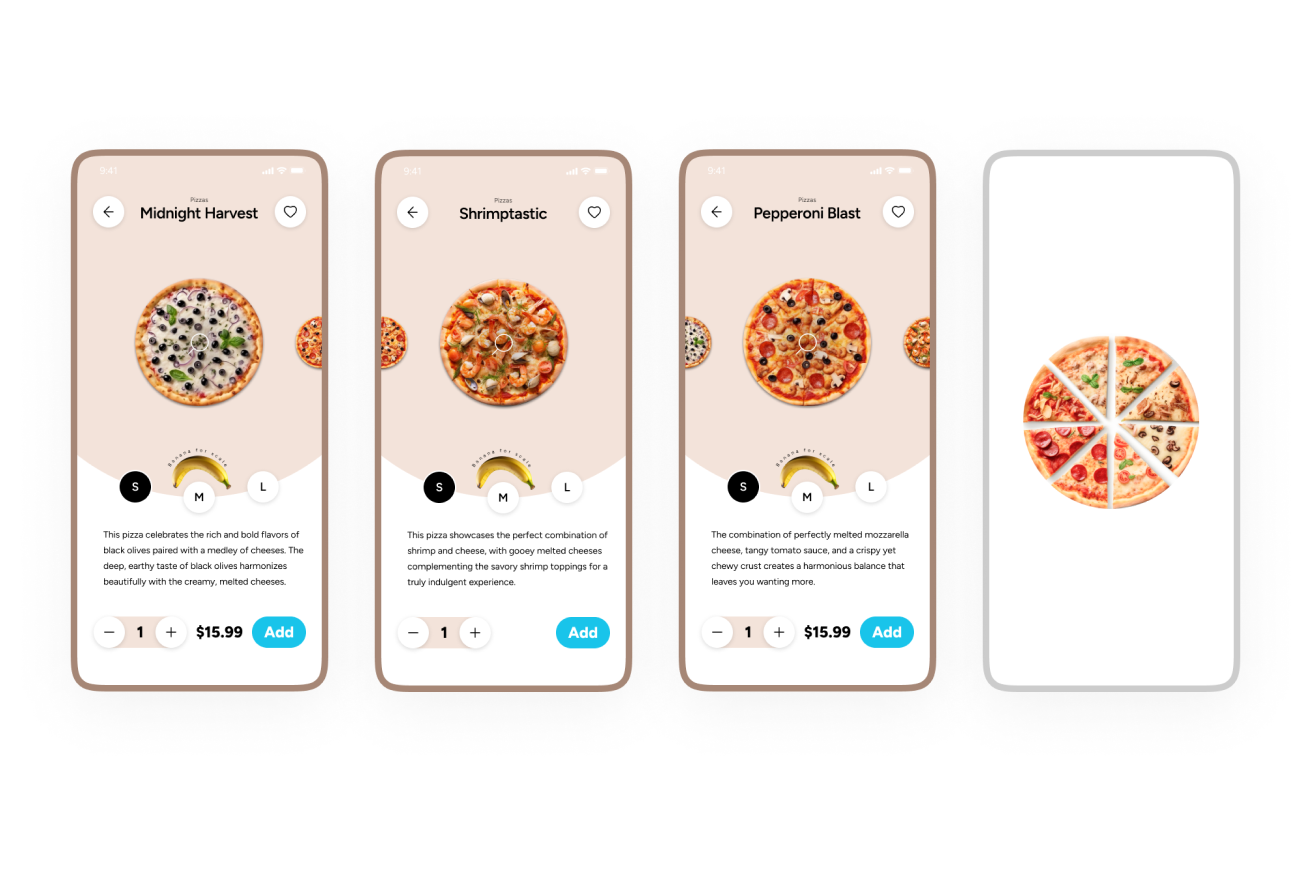 9:41
Pizzas
Midnight Harvest
Banana for scale
S
M
L
This pizza celebrates the rich and bold flavors of
black olives paired with a medley of cheeses. The
deep, earthy taste of black olives harmonizes
beautifully with the creamy, melted cheeses.
1
$15.99
Add
9:41
Pizzas
Shrimptastic
Banana for scale
S
M
L
This pizza showcases the perfect combination of
shrimp and cheese, with gooey melted cheeses
complementing the savory shrimp toppings for a
truly indulgent experience.
1
Add
9:41
Pizzas
Pepperoni Blast
Banana for scale
S
M
L
The combination of perfectly melted mozzarella
cheese, tangy tomato sauce, and a crispy yet
chewy crust creates a harmonious balance that
leaves you wanting more.
1
$15.99
Add